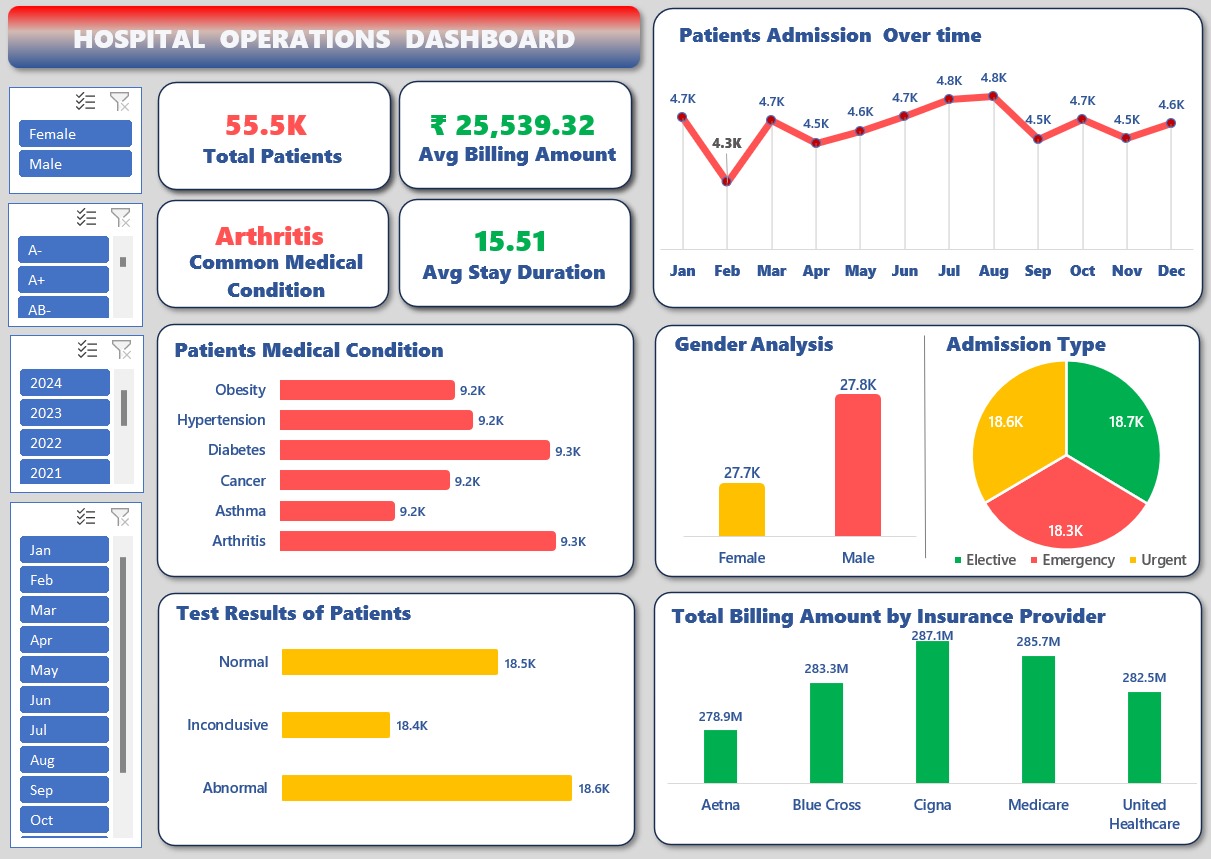 HOSPITAL OPERATIONS DASHBOARD
Female
Male
A-
A+
AB-
2024
2023
2022
2021
Jan
Feb
Mar
Apr
May
Jun
Jul
Aug
Sep
Oct
55.5K
Total Patients
₹ 25,539.32
Avg Billing Amount
Arthritis
Common Medical
Condition
15.51
Avg Stay Duration
Patients Admission Over time
4.7K
4.3K
4.7K
4.5K
4.6K
4.7K
4.8K
4.8K
4.5K
4.7K
4.5K
4.6K
Jan Feb Mar Apr May Jun Jul Aug Sep Oct Nov Dec
Patients Medical Condition
Obesity 9.2K
Hypertension 9.2K
Diabetes 9.3K
Cancer 9.2K
Asthma 9.2K
Arthritis 9.3K
Gender Analysis
27.7K
27.8K
Female Male
Admission Type
18.6K
18.7K
18.3K
Elective Emergency Urgent
Test Results of Patients
Normal 18.5K
Inconclusive 18.4K
Abnormal 18.6K
Total Billing Amount by Insurance Provider
278.9M
283.3M
287.1M
285.7M
282.5M
Aetna Blue Cross Cigna Medicare United
Healthcare